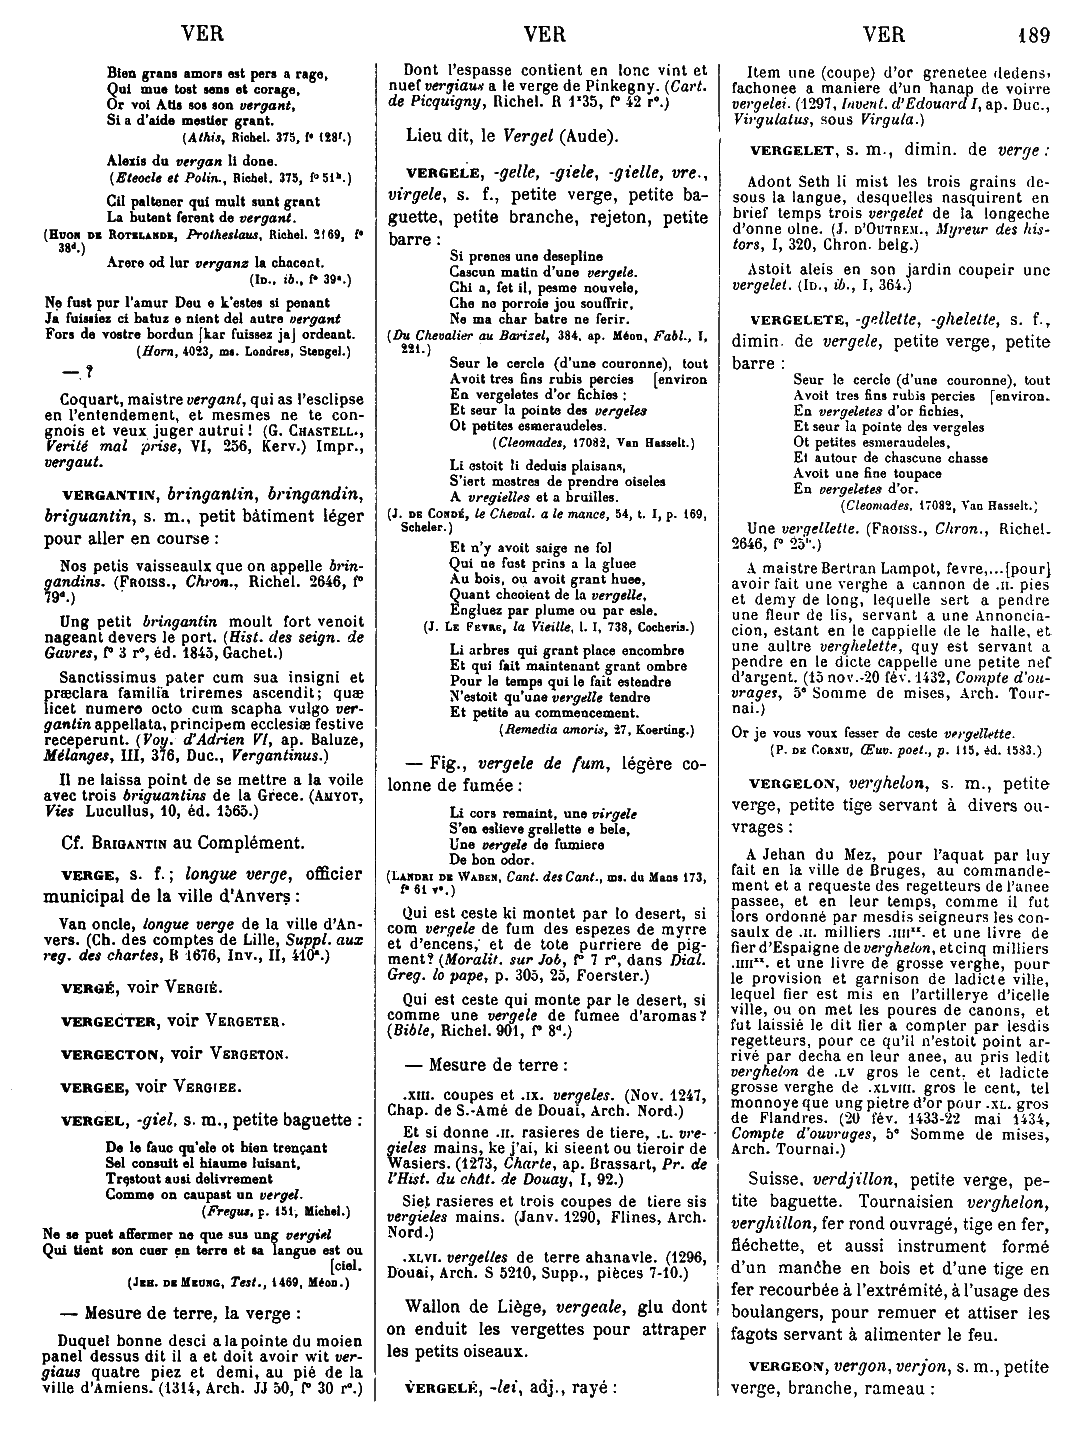 VER
VER
VER
189
Bien grans amors est pers a rage,
Qui mue tost sens et corage,
Or voi Atis sos son vergant,
Si a d'aide mestier grant.
(Athis, Richel. 375, f° 128f.)
Alexis du vergan li done.
(Eteocle et Polin., Richel. 375, f° 51b.)
Cil paltener qui mult sunt grant
La butent ferent de vergant.
(HUON DE ROTELANDE, Protheslaus, Richel. 2169, f°
38d.)
Arere od lur verganz la chacent.
(ID., ib., f° 39a.)
Ne fust pur l'amur Deu e k'estes si penant
Ja fuissiez ci batuz e nient del autre vergant
Fors de vostre bordun [kar fuissez ja] ordeant.
(Horn, 4023, ms. Londres, Stengel.)
— ?
Coquart, maistre vergant, qui as l'esclipse
en l'entendement, et mesmes ne te con-
gnois et veux juger autrui! (G. CHASTELL.,
Verité mal prise, VI, 256, Kerv.) Impr.,
vergaut.
VERGANTIN, bringantin, bringandin,
briguantin, s. m., petit bâtiment léger
pour aller en course :
Nos petis vaisseaulx que on appelle brin-
gandins. (FROISS., Chron., Richel. 2646, f°
79d.)
Ung petit bringantin moult fort venoit
nageant devers le port. (Hist. des seign. de
Gavres, f° 3 r°, éd. 1845, Gachet.)
Sanctissimus pater cum sua insigni et
præclara familia triremes ascendit; quæ
licet numero octo cum scapha vulgo ver-
gantin appellata, principem ecclesiæ festive
receperunt. (Voy. d'Adrien VI, ap. Baluze,
Mélanges, III, 376, Duc., Vergantinus.)
Il ne laissa point de se mettre a la voile
avec trois briguantins de la Grece. (AMYOT,
Vies Lucullus, 10, éd. 1565.)
Cf. BRIGANTIN au Complément.
VERGE, s. f.; longue verge, officier
municipal de la ville d'Anvers :
Van oncle, longue verge de la ville d'An-
vers. (Ch. des comptes de Lille, Suppl. aux
reg. des chartes, B 1676, Inv., II, 410a.)
VERGÉ, voir VERGIÉ.
VERGECTER, voir VERGETER.
VERGECTON, voir VERGETON.
VERGEE, voir VERGIEE.
VERGEL, -giel, s. m., petite baguette :
De le fauc qu'ele ot bien trençant
Sel consuit el hiaume luisant,
Trestout ausi delivrement
Comme on caupast un vergel.
(Fregus, p. 151, Michel.)
Ne se puet affermer ne que sus ung vergiel
Qui tient son cuer en terre et sa langue est ou
[ciel.
(JEH. DE MEUNG, Test., 1469, Méon.)
— Mesure de terre, la verge :
Duquel bonne desci a la pointe du moien
panel dessus dit il a et doit avoir wit ver-
giaus quatre piez et demi, au pié de la
ville d'Amiens. (1314, Arch. JJ 50, f° 30 r°.)
Dont l'espasse contient en lonc vint et
nuef vergiaus a le verge de Pinkegny. (Cart.
de Picquigny, Richel. R 1*35, f° 42 r°.)
Lieu dit, le Vergel (Aude).
VERGELE, -gelle, -giele, -gielle, vre.,
virgele, s. f., petite verge, petite ba-
guette, petite branche, rejeton, petite
barre :
Si prenes une desepline
Cascun matin d'une vergele.
Chi a, fet il, pesme nouvele,
Che ne porroie jou souffrir,
Ne ma char batre ne ferir.
(Du Chevalier au Barizel, 384, ap. Méon, Fabl., I,
221.)
Seur le cercle (d'une couronne), tout
Avoit tres fins rubis percies [environ
En vergeletes d'or fichies;
Et seur la pointe des vergeles
Ot petites esmeraudeles.
(Cleomades, 17082, Van Hasselt.)
Li estoit li deduis plaisans,
S'iert mostres de prendre oiseles
A vregielles et a bruilles.
(J. DE CONDÉ, le Cheval. a le mance, 54, t. I, p. 169,
Scheler.)
Et n'y avoit saige ne fol
Qui ne fust prins a la gluee
Au bois, ou avoit grant huee,
Quant cheoient de la vergelle,
Engluez par plume ou par esle.
(J. LE FEVRE, la Vieille, l. I, 738, Cocheris.)
Li arbres qui grant place encombre
Et qui fait maintenant grant ombre
Pour le temps qui le fait estendre
N'estoit qu'une vergelle tendre
Et petite au commencement.
(Remedia amoris, 27, Koerting.)
— Fig., vergele de fum, légère co-
lonne de fumée :
Li cors remaint, une virgele
S'en eslieve grellette e bele,
Une vergele de fumiere
De bon odor.
(LANDRI DE WABEN, Cant. des Cant., ms. du Mans 173,
f° 61 v°.)
Qui est ceste ki montet par lo desert, si
com vergele de fum des espezes de myrre
et d'encens, et de tote purriere de pig-
ment? (Moralit. sur Job, f° 7 r°, dans Dial.
Greg. lo pape, p. 305, 25, Foerster.)
Qui est ceste qui monte par le desert, si
comme une vergele de fumee d'aromas?
(Bible, Richel. 901, f° 8d.)
— Mesure de terre :
.XIII. coupes et .IX. vergeles. (Nov. 1247,
Chap. de S.-Amé de Douai, Arch. Nord.)
Et si donne .II. rasieres de tiere, .L. vre-
gieles mains, ke j'ai, ki sieent ou tieroir de
Wasiers. (1273, Charte, ap. Brassart, Pr. de
l'Hist. du chât. de Douay, I, 92.)
Siet rasieres et trois coupes de tiere sis
vergieles mains. (Janv. 1290, Flines, Arch.
Nord.)
.XLVI. vergelles de terre ahanavle. (1296,
Douai, Arch. S 5210, Supp., pièces 7-10.)
Wallon de Liège, vergeale, glu dont
on enduit les vergettes pour attraper
les petits oiseaux.
VERGELÉ, -lei, adj., rayé :
Item une (coupe) d'or grenetee dedens,
fachonee a maniere d'un hanap de voirre
vergelei. (1297, Invent. d'Edouard I, ap. Duc.,
Virgulatus, sous Virgula.)
VERGELET, s. m., dimin. de verge :
Adont Seth li mist les trois grains de-
sous la langue, desquelles nasquirent en
brief temps trois vergelet de la longeche
d'onne olne. (J. D'OUTREM., Myreur des his-
tors, I, 320, Chron. belg.)
Astoit aleis en son jardin coupeir unc
vergelet. (ID., ib., I, 364.)
VERGELETE, -gellette, -ghelette, s. f.,
dimin. de vergele, petite verge, petite
barre :
Seur le cercle (d'une couronne), tout
Avoit tres fins rubis percies [environ.
En vergeletes d'or fichies,
Et seur la pointe des vergeles
Ot petites esmeraudeles,
Et autour de chascune chasse
Avoit une fine toupace
En vergeletes d'or.
(Cleomades, 17082, Van Hasselt.)
Une vergellette. (FROISS., Chron., Richel.
2646, f° 25b.)
A maistre Bertran Lampot, fevre,...[pour]
avoir fait une verghe a cannon de .II. pies
et demy de long, lequelle sert a pendre
une fleur de lis, servant a une Annoncia-
cion, estant en le cappielle de le halle, et
une aultre verghelette, quy est servant a
pendre en le dicte cappelle une petite nef
d'argent. (15 nov.-20 fév. 1432, Compte d'ou-
vrages, 5e Somme de mises, Arch. Tour-
nai.)
Or je vous voux fesser de ceste vergellette.
(P. DE CORNU, Œuv. poet., p. 115, éd. 1583.)
VERGELON, verghelon, s. m., petite
verge, petite tige servant à divers ou-
vrages :
A Jehan du Mez, pour l'aquat par luy
fait en la ville de Bruges, au commande-
ment et a requeste des regetteurs de l'anee
passee, et en leur temps, comme il fut
lors ordonné par mesdis seigneurs les con-
saulx de .II. milliers .IIIIxx. et une livre de
fier d'Espaigne de verghelon, et cinq milliers
.IIIIxx. et une livre de grosse verghe, pour
le provision et garnison de ladicte ville,
lequel fier est mis en l'artillerye d'icelle
ville, ou on met les poures de canons, et
fut laissié le dit fier a compter par lesdis
regetteurs, pour ce qu'il n'estoit point ar-
rivé par decha en leur anee, au pris ledit
verghelon de .LV gros le cent, et ladicte
grosse verghe de .XLVIII. gros le cent, tel
monnoye que ung pietre d'or pour .XL. gros
de Flandres. (20 fév. 1433-22 mai 1434,
Compte d'ouvrages, 5e Somme de mises,
Arch. Tournai.)
Suisse, verdjillon, petite verge, pe-
tite baguette. Tournaisien verghelon,
verghillon, fer rond ouvragé, tige en fer,
fléchette, et aussi instrument formé
d'un manche en bois et d'une tige en
fer recourbée à l'extrémité, à l'usage des
boulangers, pour remuer et attiser les
fagots servant à alimenter le feu.
VERGEON, vergon, verjon, s. m., petite
verge, branche, rameau :